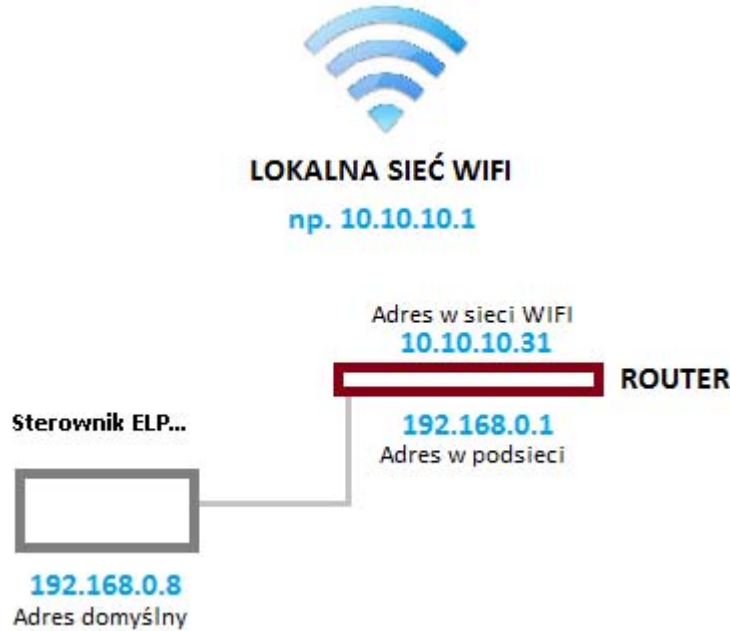 LOKALNA SIEĆ WIFI
np. 10.10.10.1
Adres w sieci WIFI
10.10.10.31
ROUTER
192.168.0.1
Adres w podsieci
Sterownik ELP...
192.168.0.8
Adres domyślny